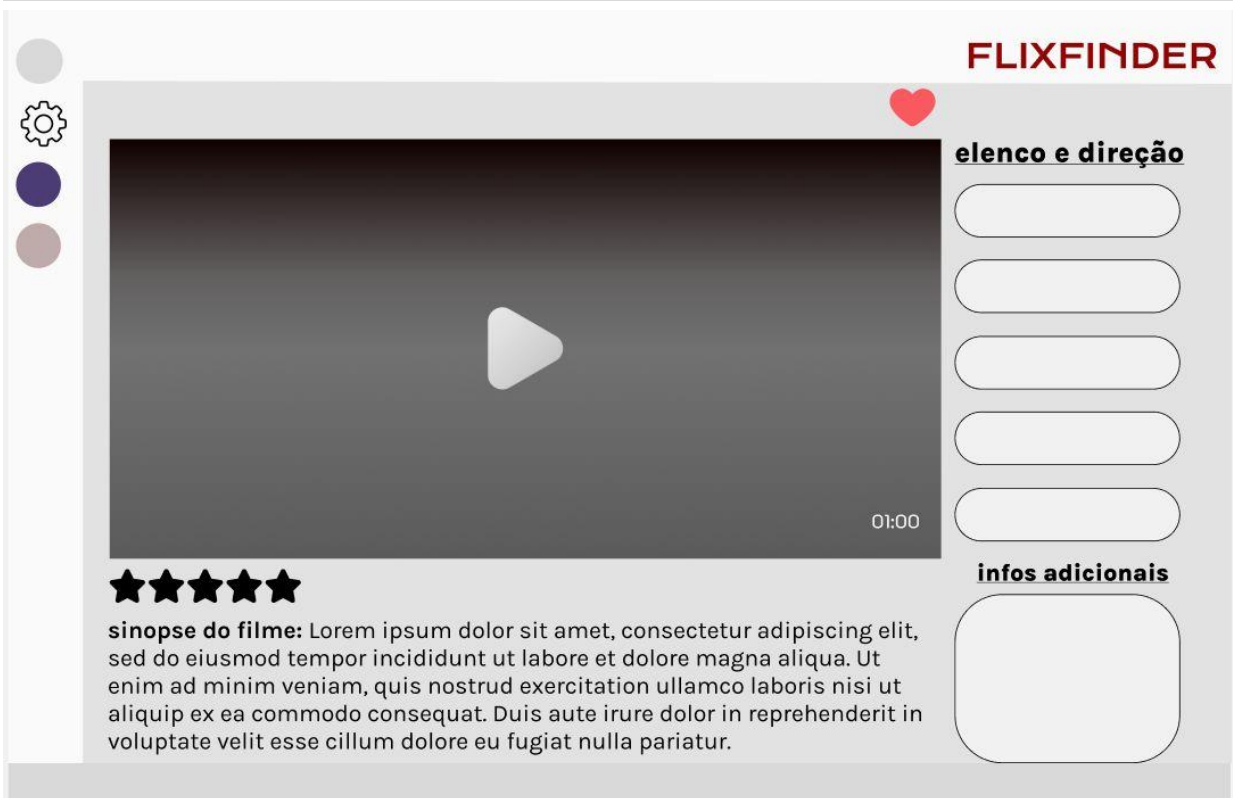 FLIXFINDER
elenco e direção
01:00
infos adicionais
sinopse do filme: Lorem ipsum dolor sit amet, consectetur adipiscing elit,
sed do eiusmod tempor incididunt ut labore et dolore magna aliqua. Ut
enim ad minim veniam, quis nostrud exercitation ullamco laboris nisi ut
aliquip ex ea commodo consequat. Duis aute irure dolor in reprehenderit in
voluptate velit esse cillum dolore eu fugiat nulla pariatur.